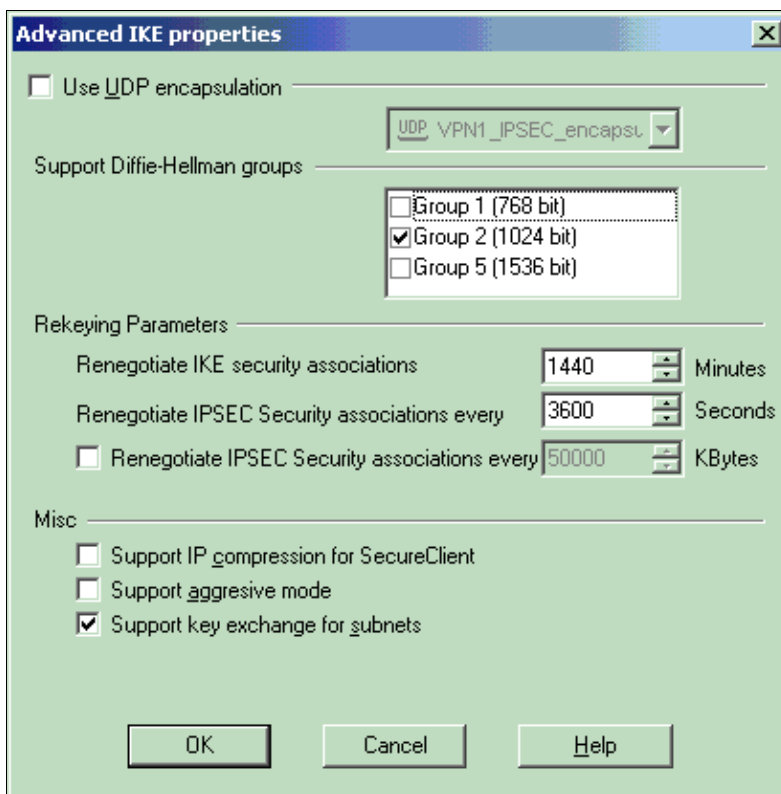 Advanced IKE properties
Use UDP encapsulation
UDP VPN1_IPSEC_encapsu
Support Diffie-Hellman groups
Group 1 (768 bit)
Group 2 (1024 bit)
Group 5 (1536 bit)
Rekeying Parameters
Renegotiate IKE security associations 1440 Minutes
Renegotiate IPSEC Security associations every 3600 Seconds
Renegotiate IPSEC Security associations every 50000 KBytes
Misc
Support IP compression for SecureClient
Support aggresive mode
Support key exchange for subnets
OK Cancel Help